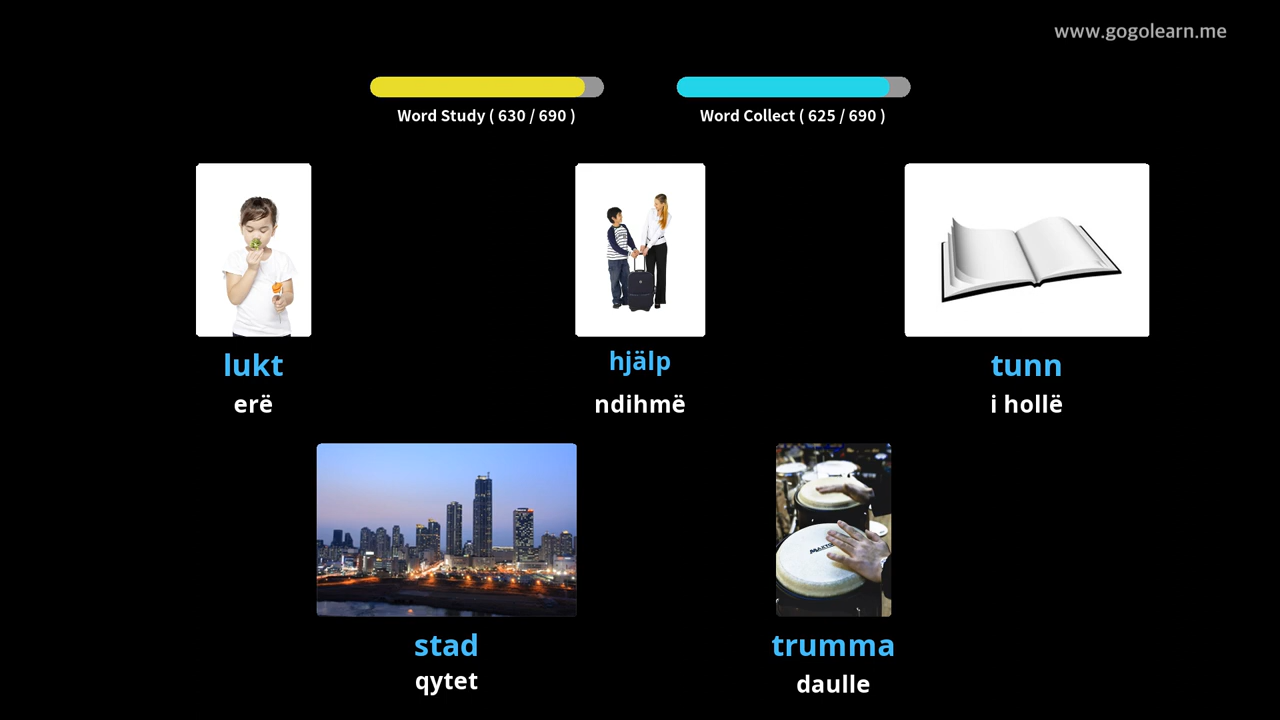 www.gogolearn.me
Word Study ( 630 / 690 )
Word Collect ( 625 / 690 )
lukt
erë
hjälp
ndihmë
tunn
i hollë
stad
qytet
trumma
daulle